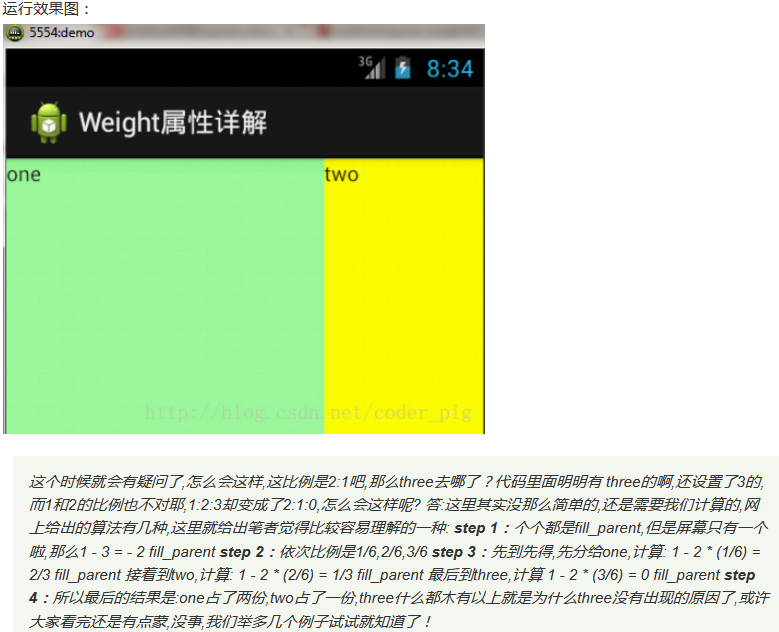 运行效果图：
5554:demo
3G 8:34
Weight属性详解
one two
http://blog.csdn.net/coder_pig
这个时候就会有疑问了,怎么会这样,这比例是2:1吧,那么three去哪了？代码里面明明有 three的啊,还设置了3的,
而1和2的比例也不对耶,1:2:3却变成了2:1:0,怎么会这样呢? 答:这里其实没那么简单的,还是需要我们计算的,网
上给出的算法有几种,这里就给出笔者觉得比较容易理解的一种: step 1：个个都是fill_parent,但是屏幕只有一个
啦,那么1 - 3 = - 2 fill_parent step 2：依次比例是1/6,2/6,3/6 step 3：先到先得,先分给one,计算: 1 - 2 * (1/6) =
2/3 fill_parent 接着到two,计算: 1 - 2 * (2/6) = 1/3 fill_parent 最后到three,计算 1 - 2 * (3/6) = 0 fill_parent step
4：所以最后的结果是:one占了两份,two占了一份,three什么都木有以上就是为什么three没有出现的原因了,或许
大家看完还是有点蒙,没事,我们举多几个例子试试就知道了！